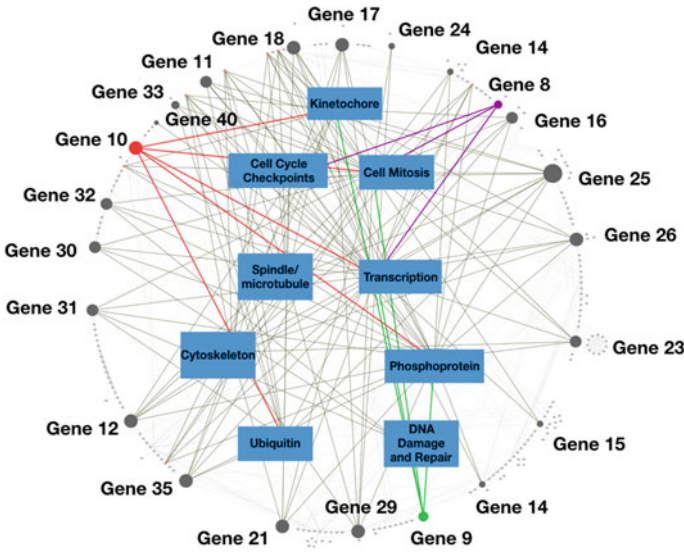 Gene 17
Gene 18
Gene 24
Gene 14
Gene 11
Gene 8
Gene 33
Kinetochore
Gene 16
Gene 40
Gene 10
Cell Cycle
Checkpoints
Cell Mitosis
Gene 25
Gene 32
Gene 26
Gene 30
Spindle/
microtubule
Transcription
Gene 31
Gene 23
Cytoskeleton
Phosphoprotein
Gene 12
DNA
Damage
and Repair
Ubiquitin
Gene 15
Gene 35
Gene 29
Gene 14
Gene 21
Gene 9